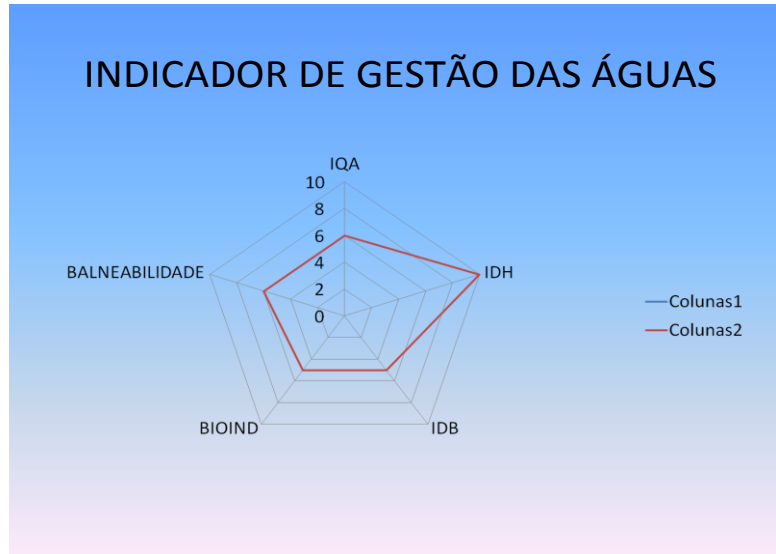 INDICADOR DE GESTÃO DAS ÁGUAS
IQA
10
8
6
4
2
0
BALNEABILIDADE
IDH
BIOIND
IDB
Colunas1
Colunas2